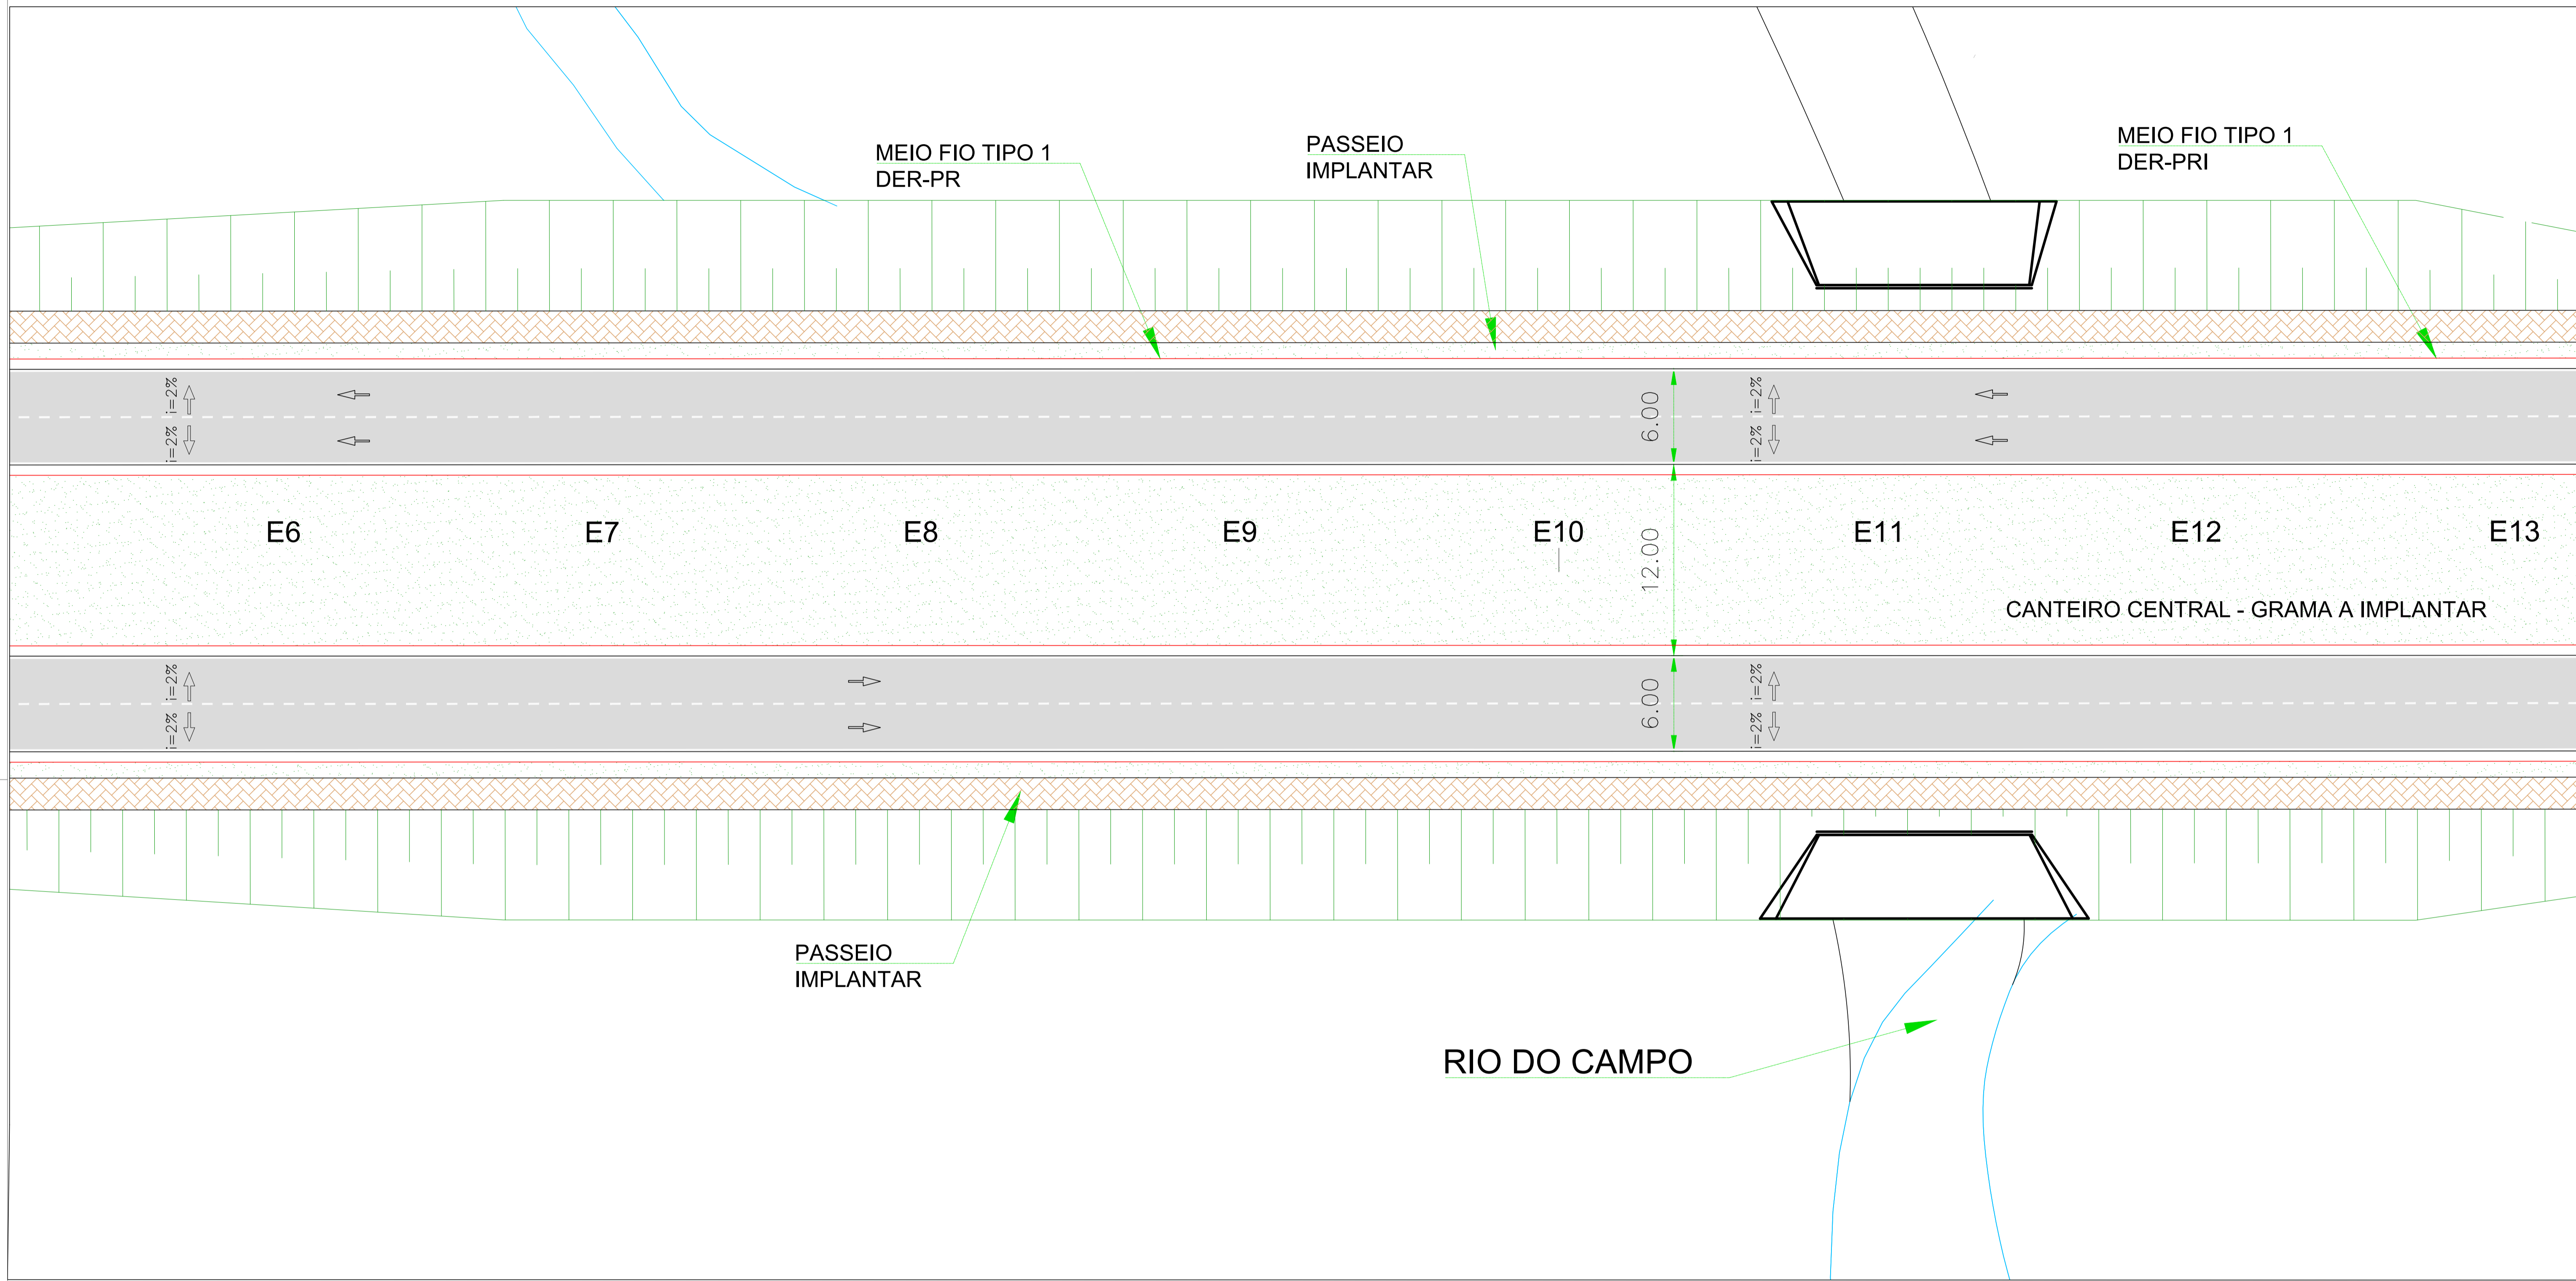 MEIO FIO TIPO 1
DER-PR
PASSEIO
IMPLANTAR
MEIO FIO TIPO 1
DER-PRI
i=2%
i=2%
6.00
i=2%
i=2%
E6
E7
E8
E9
E10
E11
E12
E13
12.00
CANTEIRO CENTRAL - GRAMA A IMPLANTAR
i=2%
i=2%
6.00
i=2%
i=2%
PASSEIO
IMPLANTAR
RIO DO CAMPO